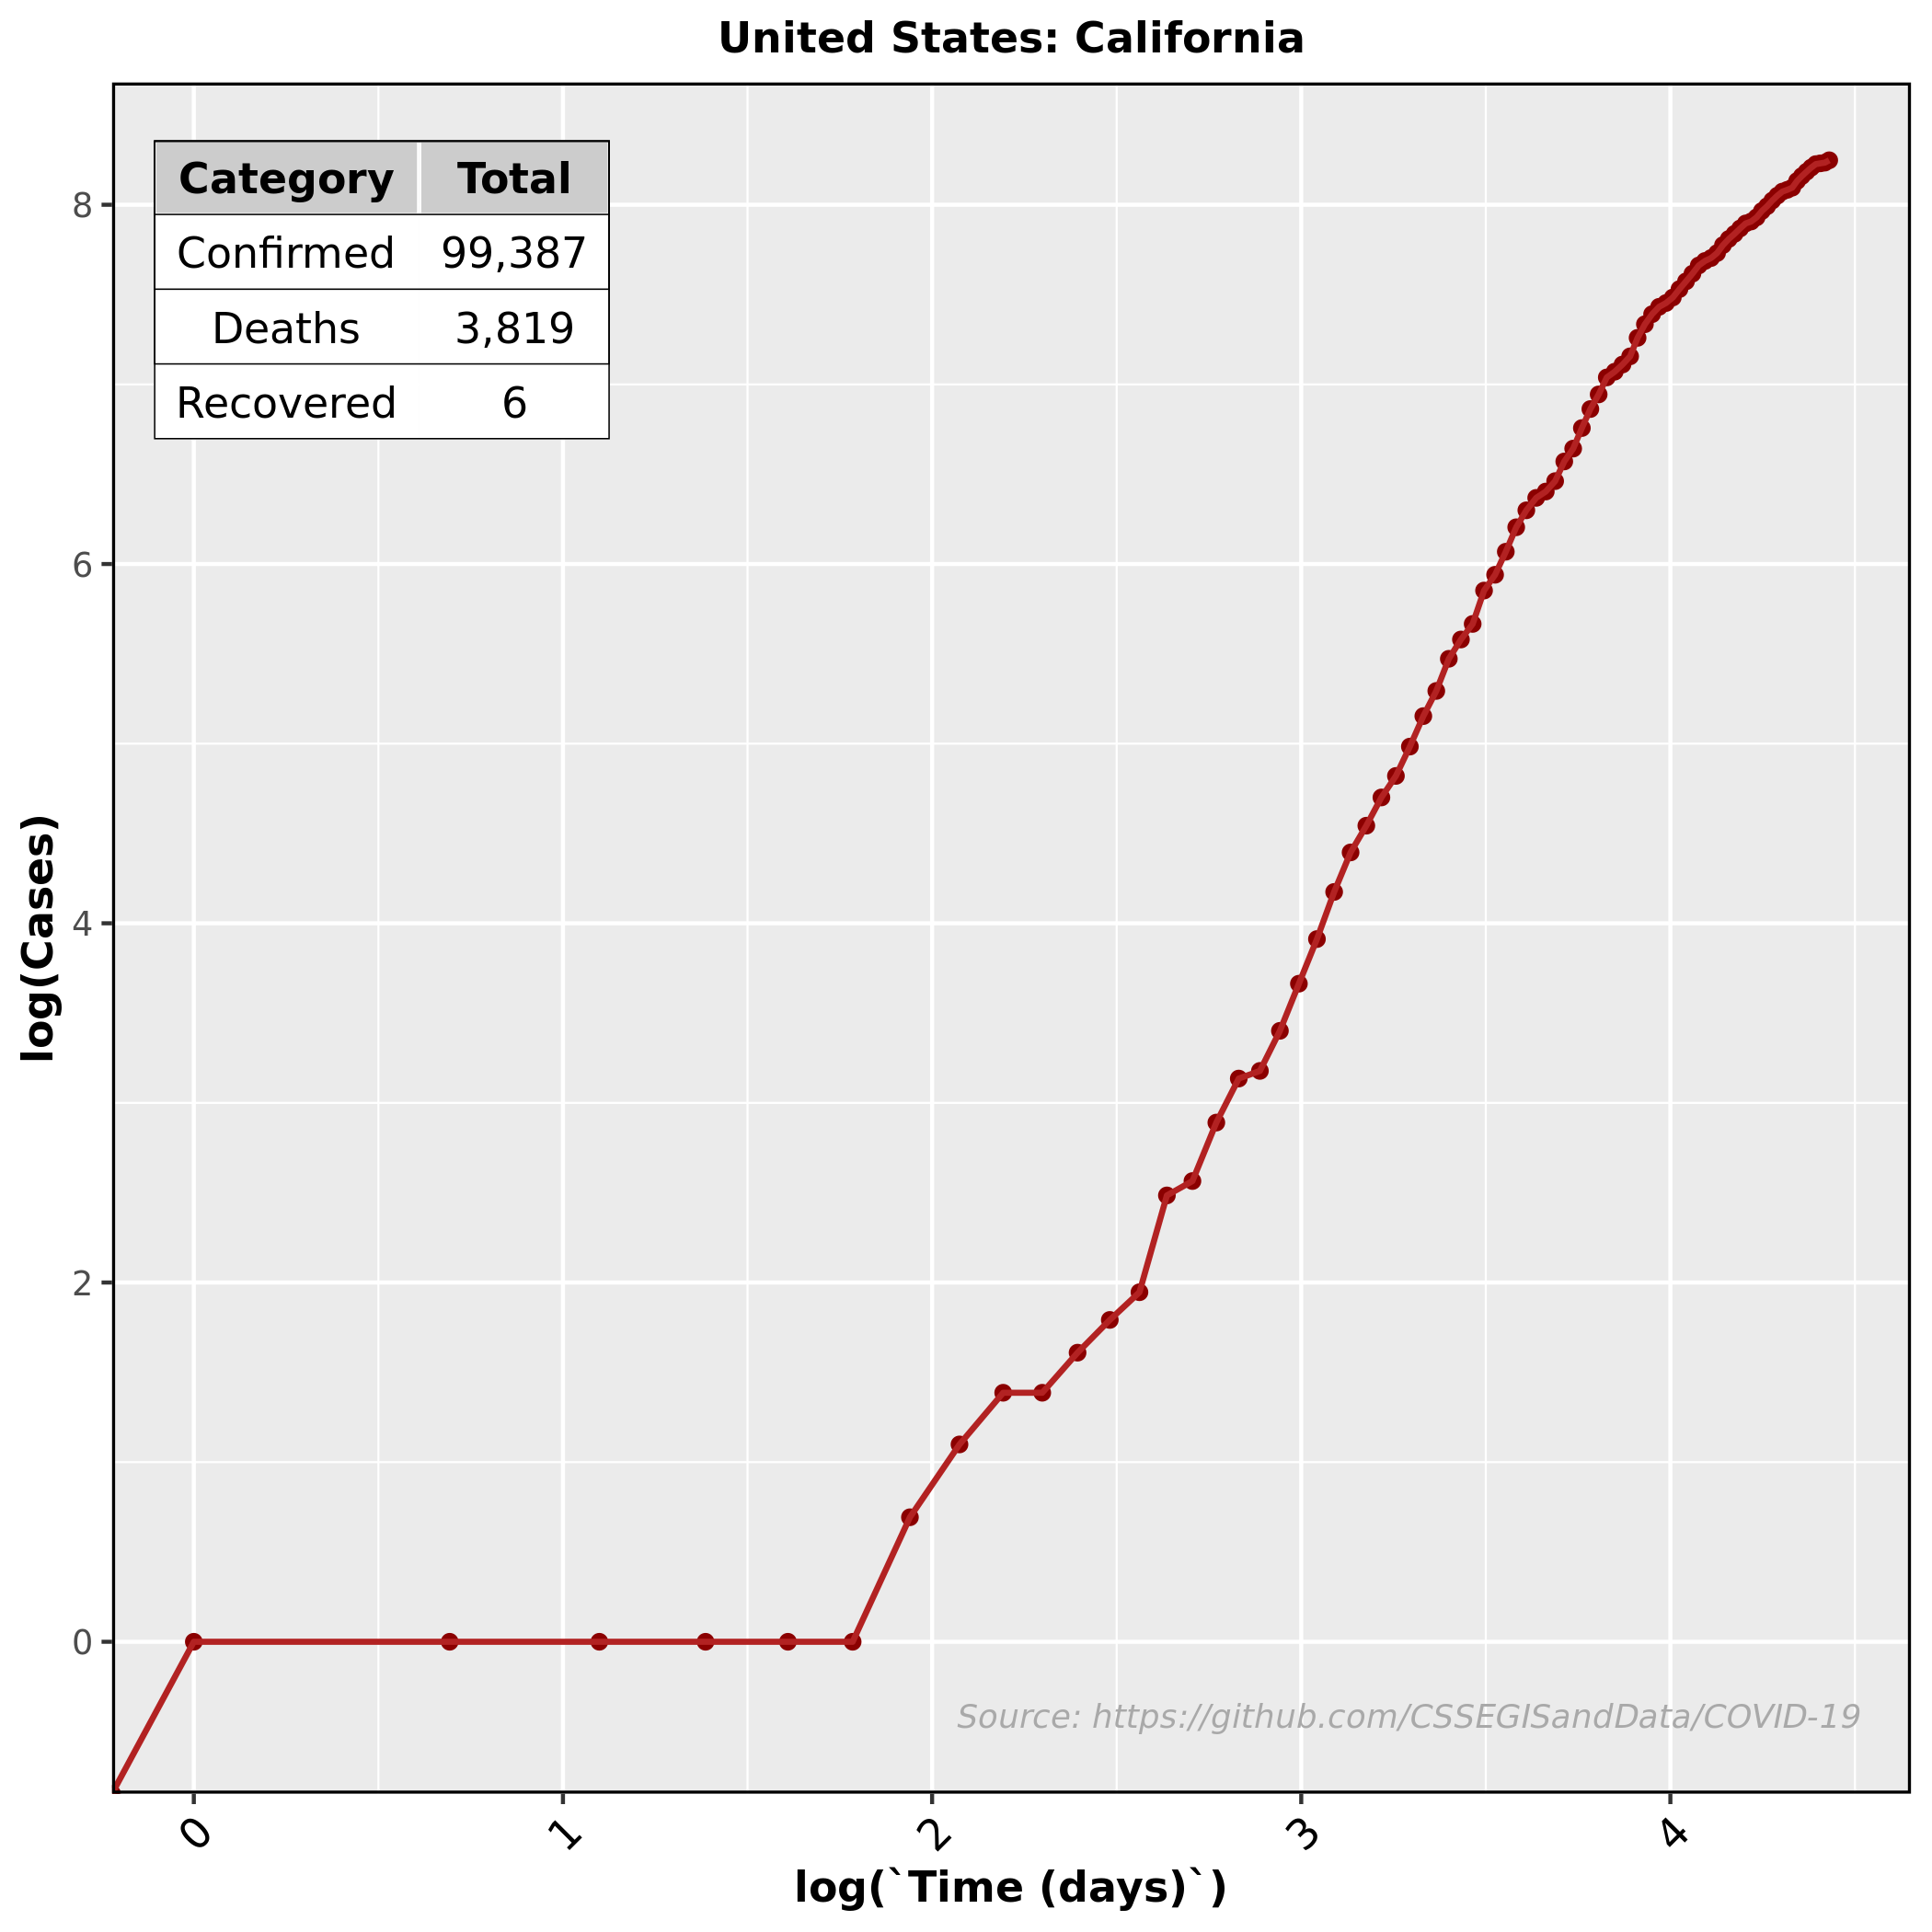 United States: California
Category Total
Confirmed 99,387
Deaths 3,819
Recovered 6
8
6
4
2
0
log(Cases)
Source: https://github.com/CSSEGISandData/COVID-19
0 1 2 3 4
log(`Time (days)`)